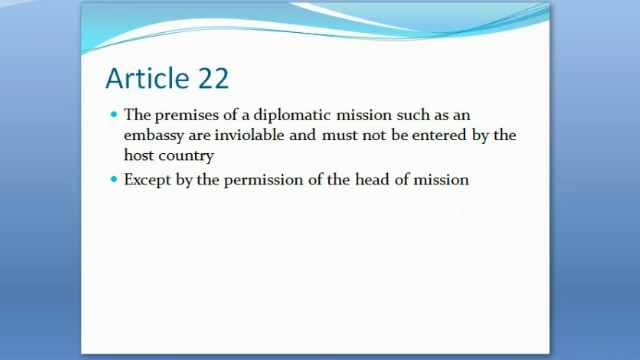 Article 22
The premises of a diplomatic mission such as an
embassy are inviolable and must not be entered by the
host country
Except by the permission of the head of mission